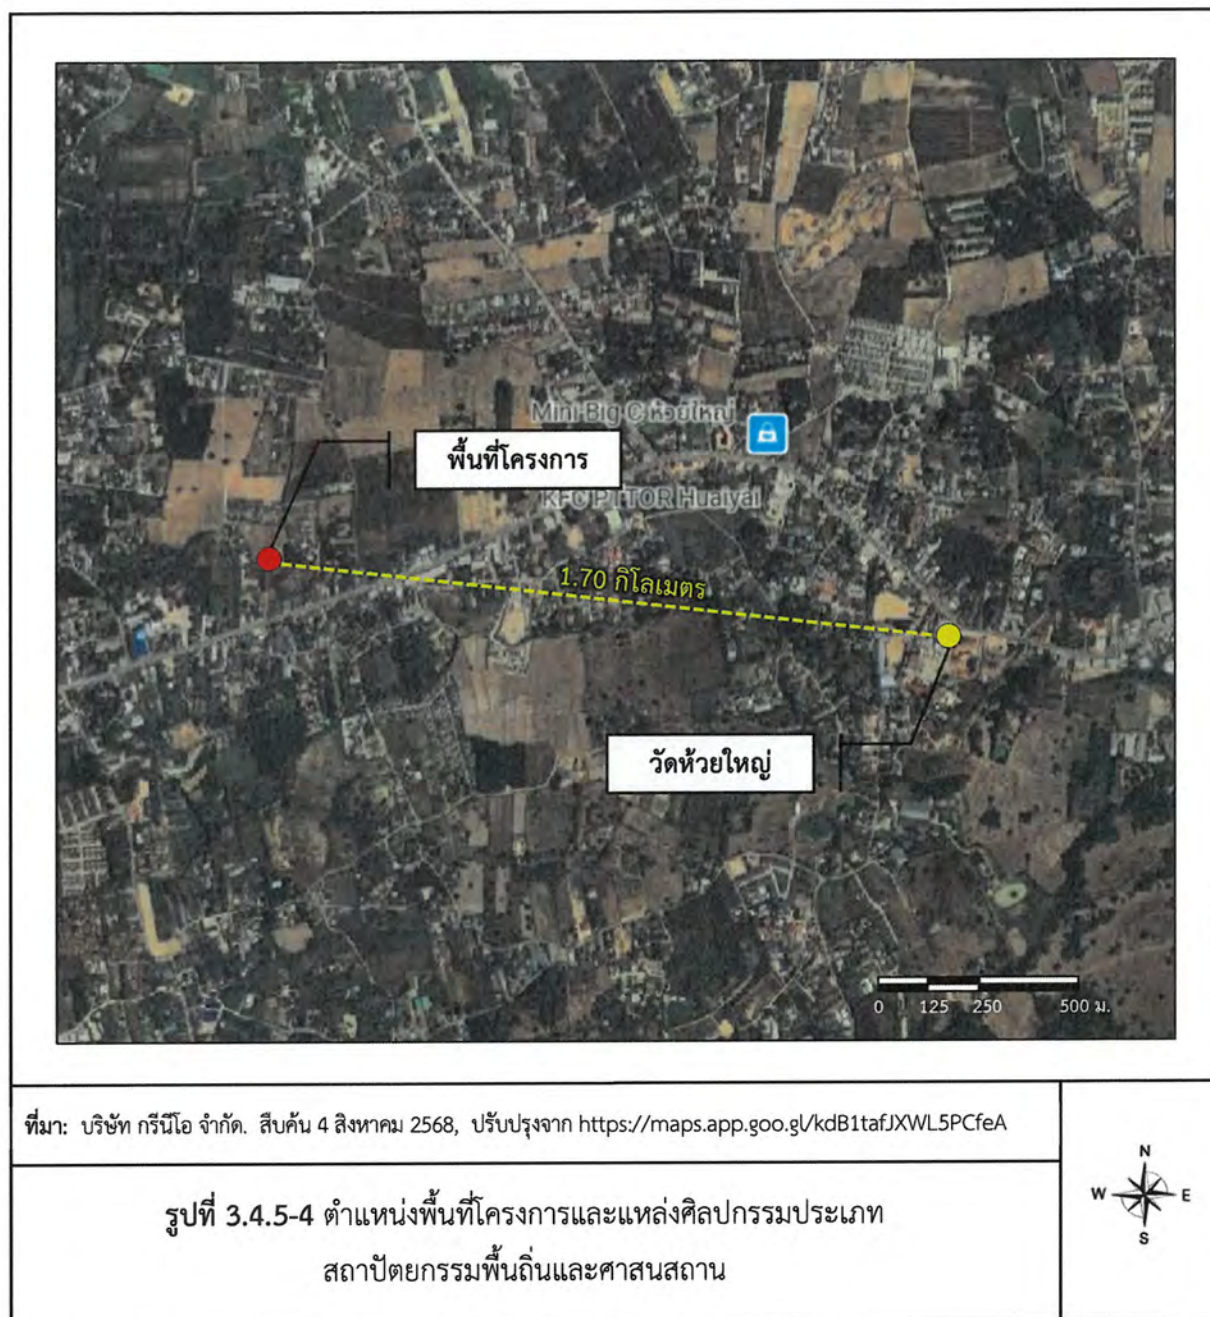 Mini Big C ห้วยใหญ่
พื้นที่โครงการ
KFC PTTOR Huaiyai
1.70 กิโลเมตร
วัดห้วยใหญ่
0 125 250 500 ม.
ที่มา: บริษัท กรีนีโอ จำกัด. สืบค้น 4 สิงหาคม 2568, ปรับปรุงจาก https://maps.app.goo.gl/kdB1tafJXWL5PCfeA
N
W E
S
รูปที่ 3.4.5-4 ตำแหน่งพื้นที่โครงการและแหล่งศิลปกรรมประเภท
สถาปัตยกรรมพื้นถิ่นและศาสนสถาน